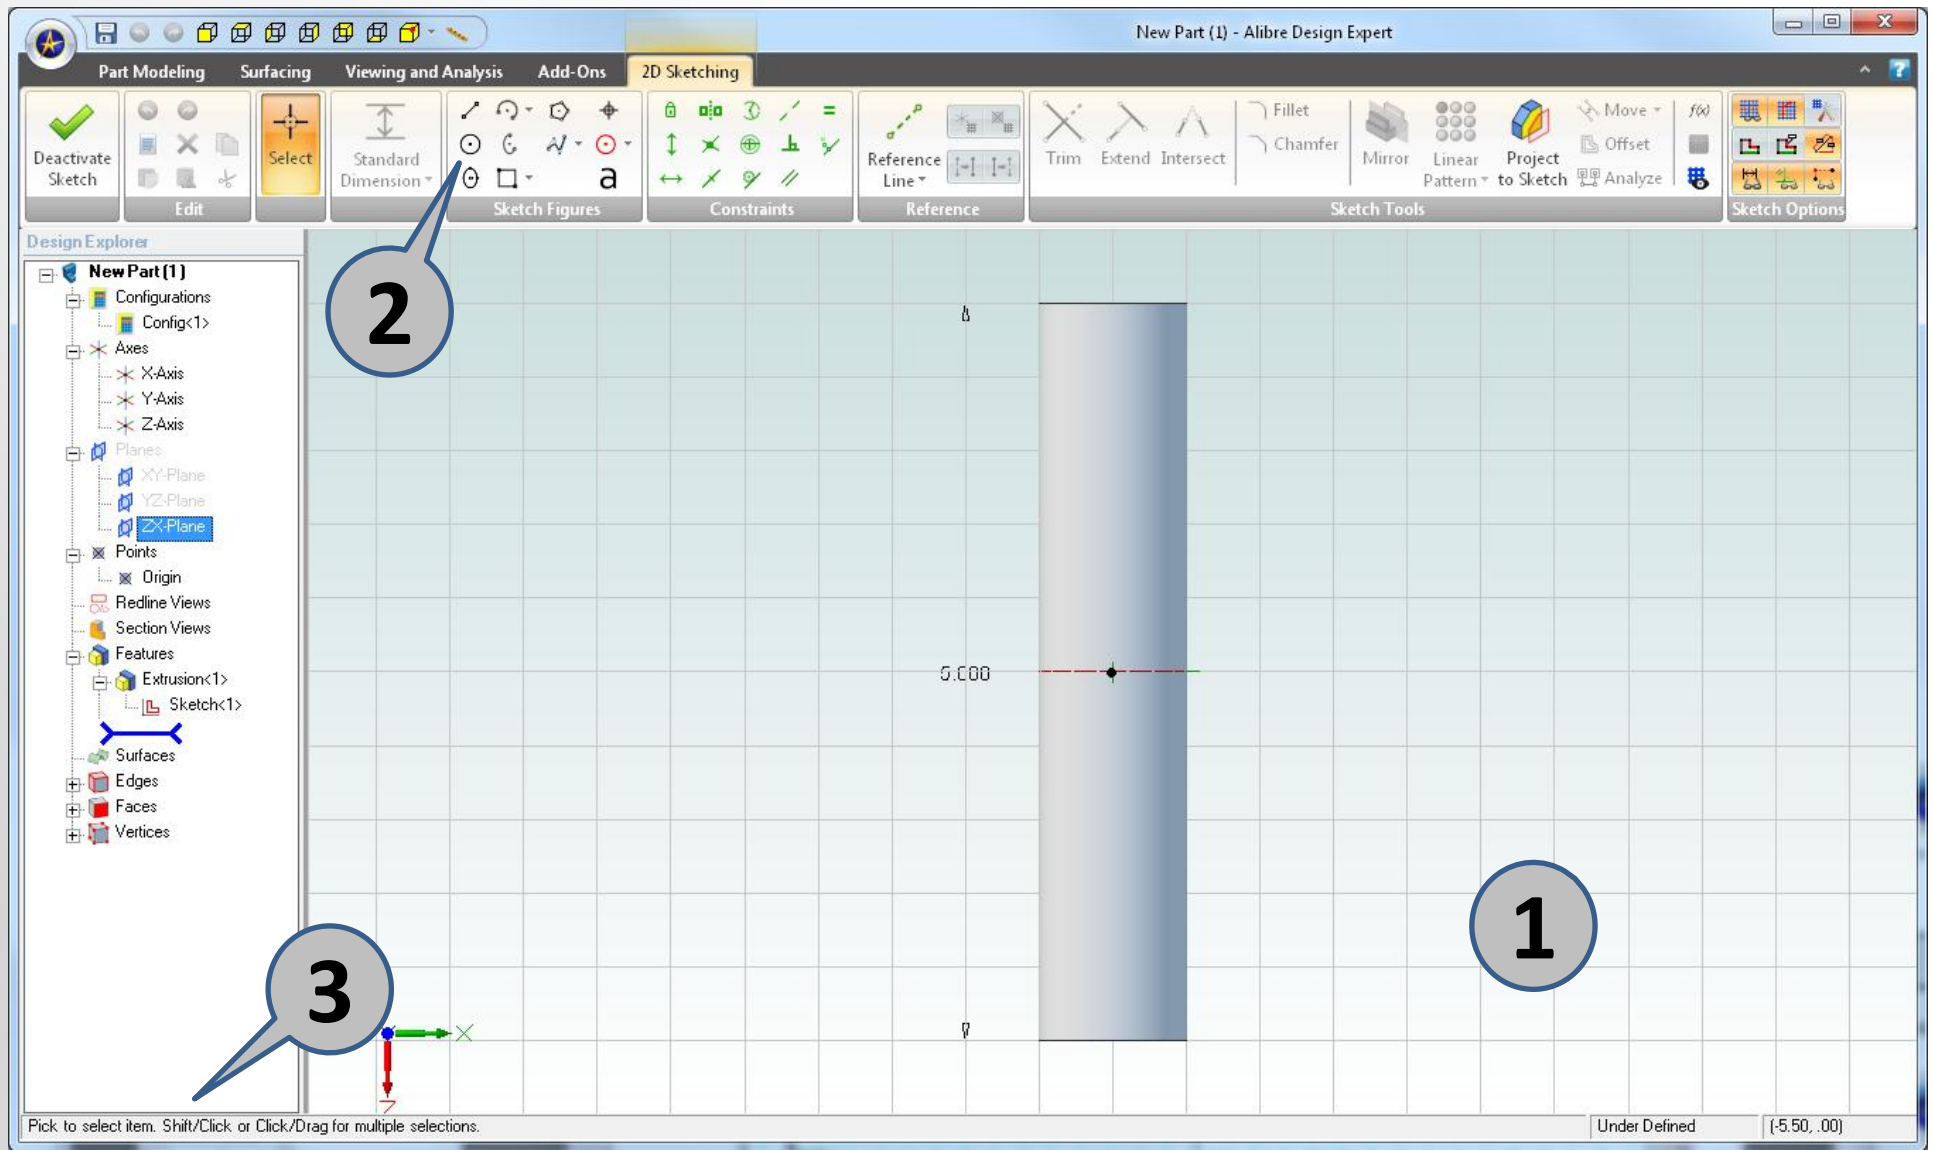 New Part (1) - Alibre Design Expert
Part Modeling Surfacing Viewing and Analysis Add-Ons 2D Sketching
Deactivate Sketch
Edit
Select
Standard Dimension
a
Sketch Figures
Constraints
Reference Line
Reference
Trim Extend Intersect
Fillet
Chamfer
Mirror
Linear Pattern
Project to Sketch
Move
Offset
Analyze
f(x)
Sketch Tools
Sketch Options
Design Explorer
New Part (1)
Configurations
Config<1>
Axes
X-Axis
Y-Axis
Z-Axis
Planes
XY-Plane
YZ-Plane
ZX-Plane
Points
Origin
Redline Views
Section Views
Features
Extrusion<1>
Sketch<1>
Surfaces
Edges
Faces
Vertices
2
1
3
X
Z
Pick to select item. Shift/Click or Click/Drag for multiple selections.
Under Defined
(-5.50, .00)